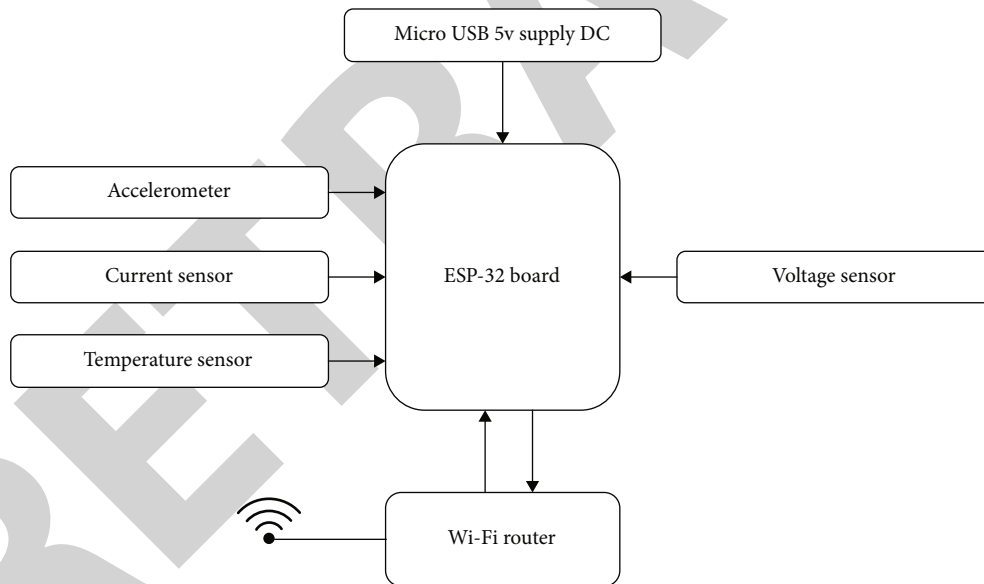 Micro USB 5v supply DC
Accelerometer
Current sensor
ESP-32 board
Voltage sensor
Temperature sensor
Wi-Fi router